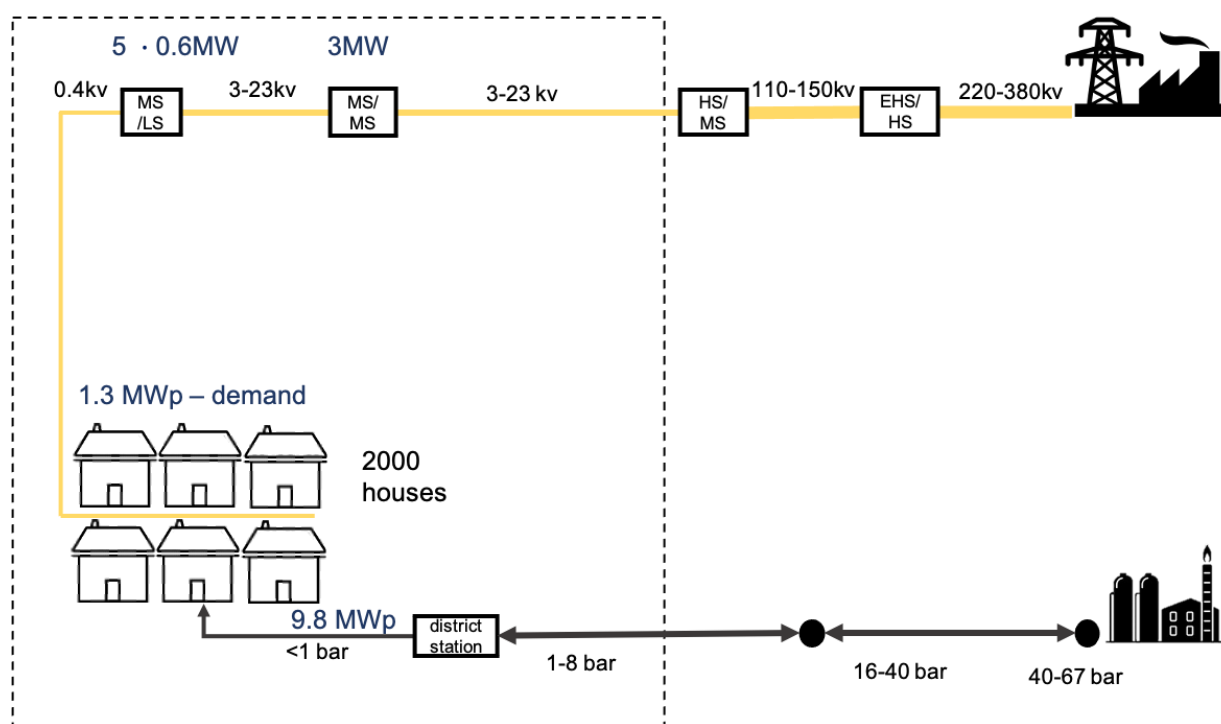 5 · 0.6MW
3MW
0.4kv
MS
/LS
3-23kv
MS/
MS
3-23 kv
HS/
MS
110-150kv
EHS/
HS
220-380kv
1.3 MWp – demand
2000
houses
9.8 MWp
<1 bar
district
station
1-8 bar
16-40 bar
40-67 bar